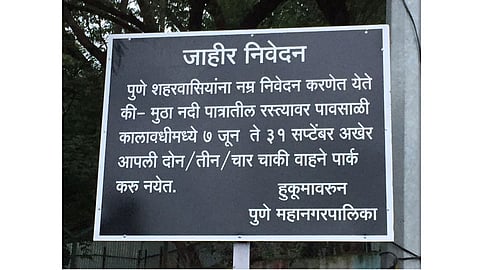 जाहीर निवेदन
पुणे शहरवासियांना नम्र निवेदन करणेत येते
की- मुठा नदी पात्रातील रस्त्यावर पावसाळी
कालावधीमध्ये ७ जून ते ३१ सप्टेंबर अखेर
आपली दोन/तीन/चार चाकी वाहने पार्क
करु नयेत. हुकूमावरुन
पुणे महानगरपालिका